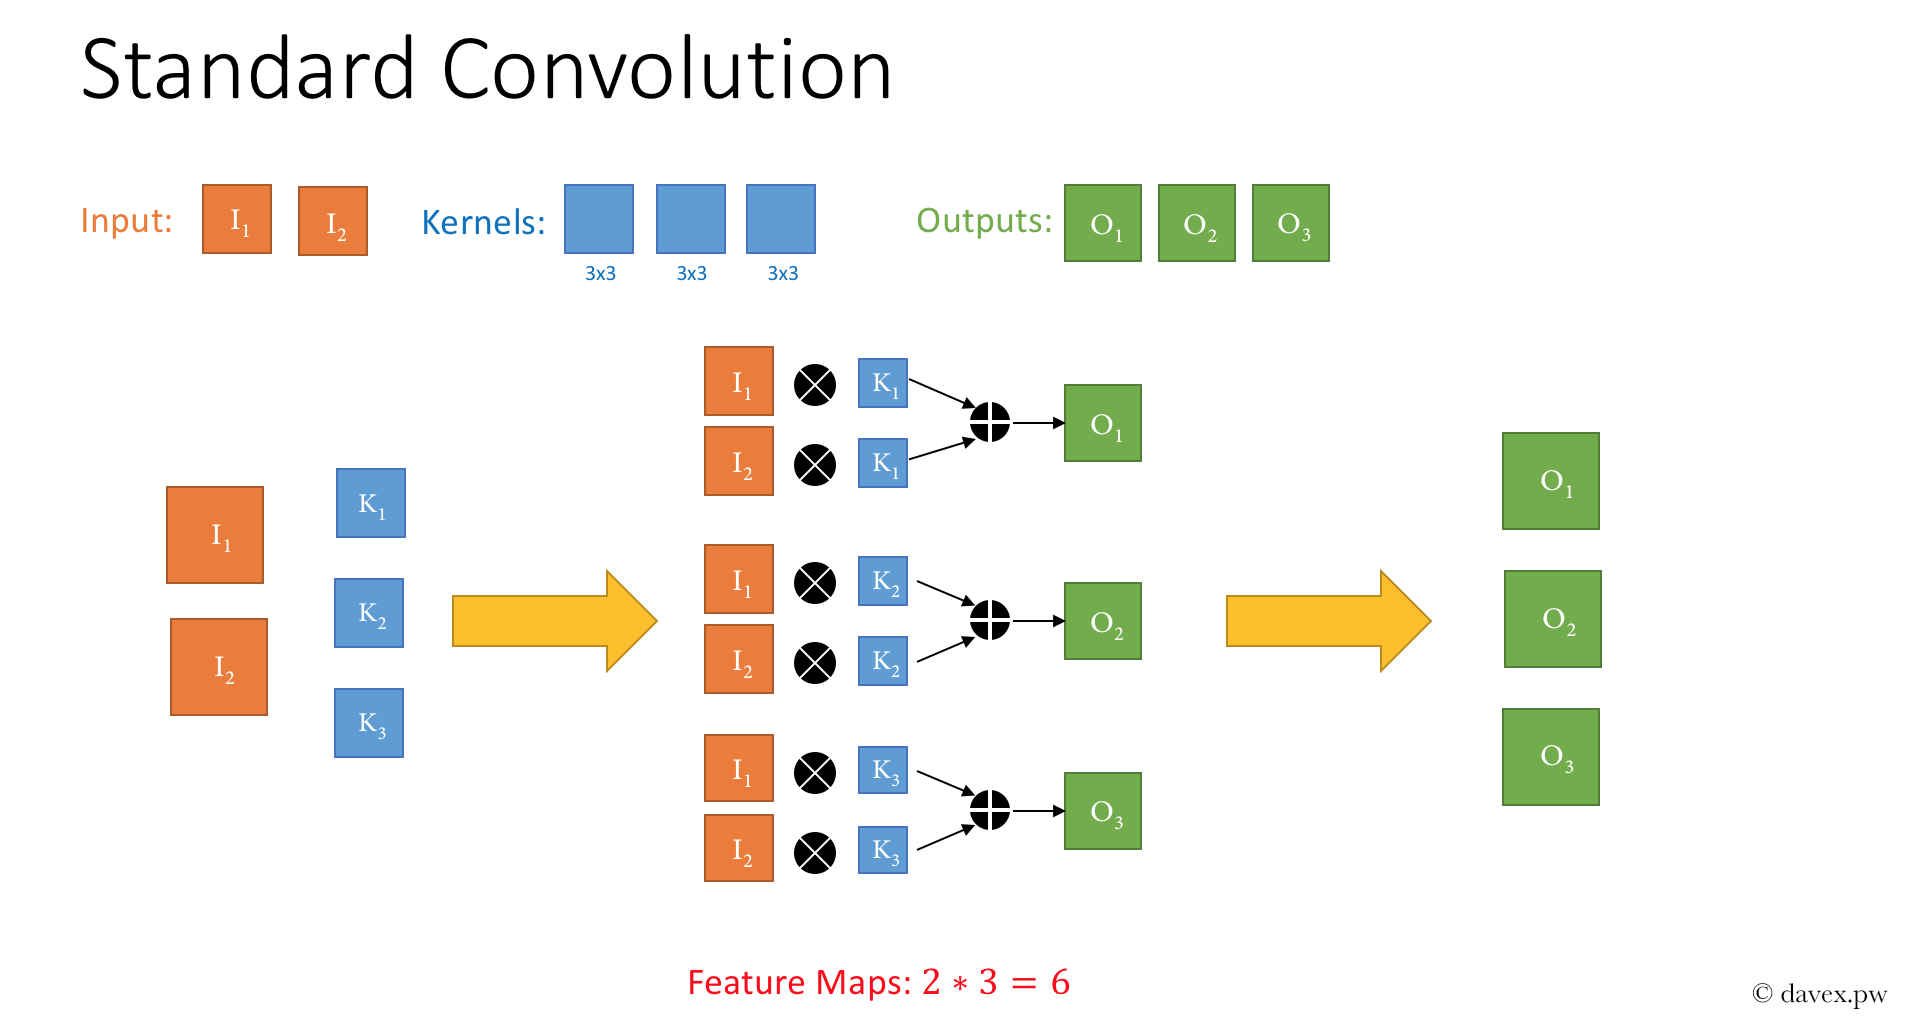 Standard Convolution
Input: I₁ I₂ Kernels: Outputs: O₁ O₂ O₃
3x3 3x3 3x3
I₁ K₁
I₂ K₁
O₁
I₁ K₂
I₂ K₂
O₂
I₁ K₃
I₂ K₃
O₃
I₁
I₂
K₁
K₂
K₃
O₁
O₂
O₃
Feature Maps: 2 ∗ 3 = 6
© davex.pw